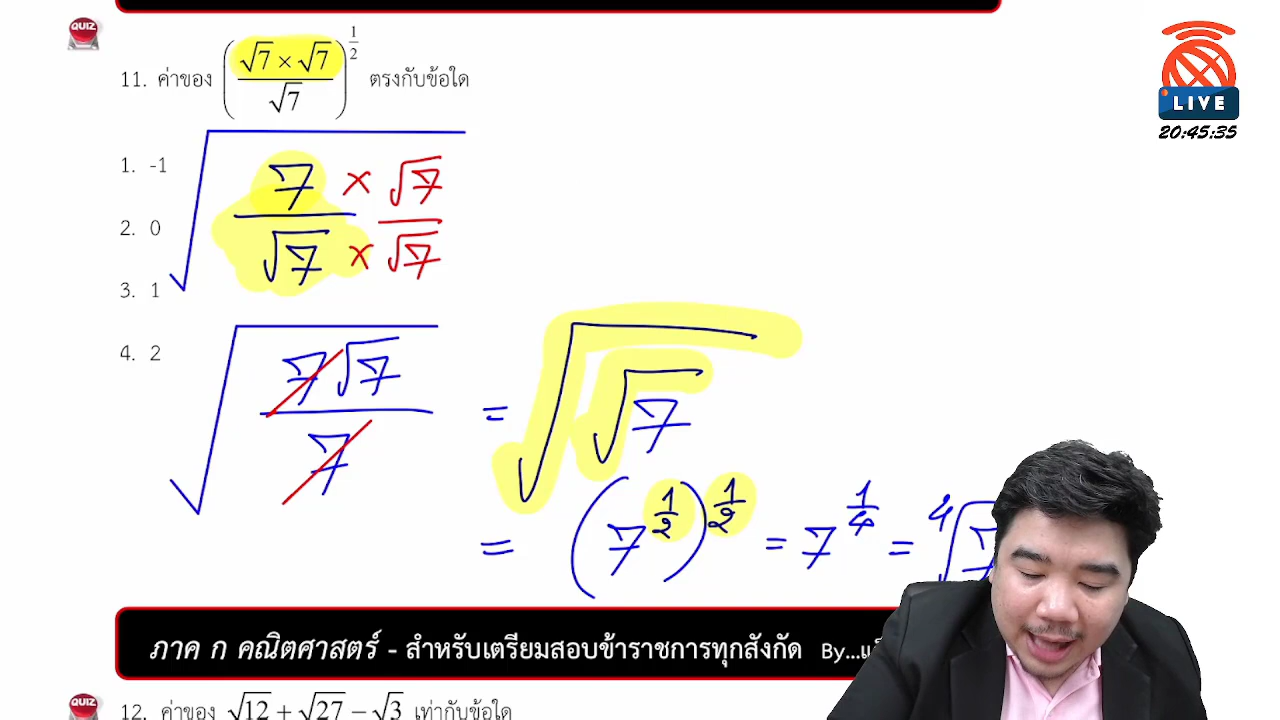 QUIZ
11. ค่าของ (√7 × √7 / √7)^1/2 ตรงกับข้อใด
LIVE
20:45:35
1. -1
2. 0
3. 1
4. 2
√(7/√7 × √7/√7)
√(7√7/7) = √√7
= (7^1/2)^1/2 = 7^1/4 = ⁴√7
ภาค ก คณิตศาสตร์ - สำหรับเตรียมสอบข้าราชการทุกสังกัด By...
QUIZ
12. ค่าของ √12 + √27 − √3 เท่ากับข้อใด